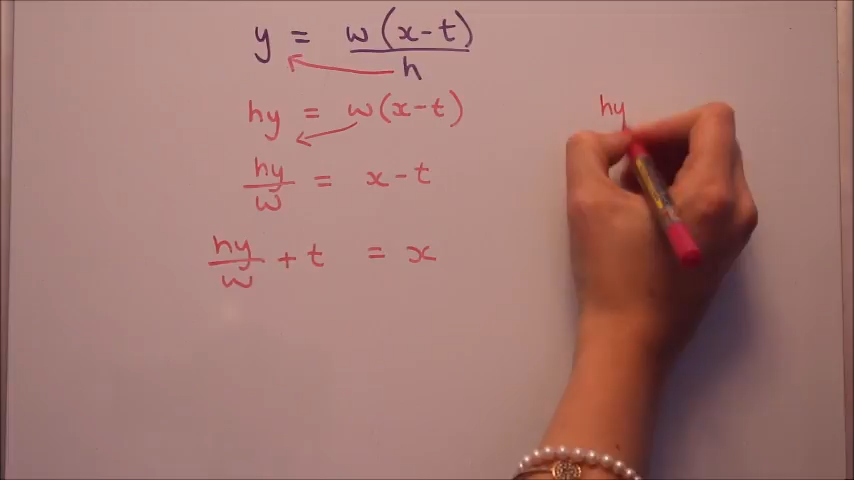 y = w(x-t)/h
hy = w(x-t)
hy/w = x-t
hy/w + t = x
hy